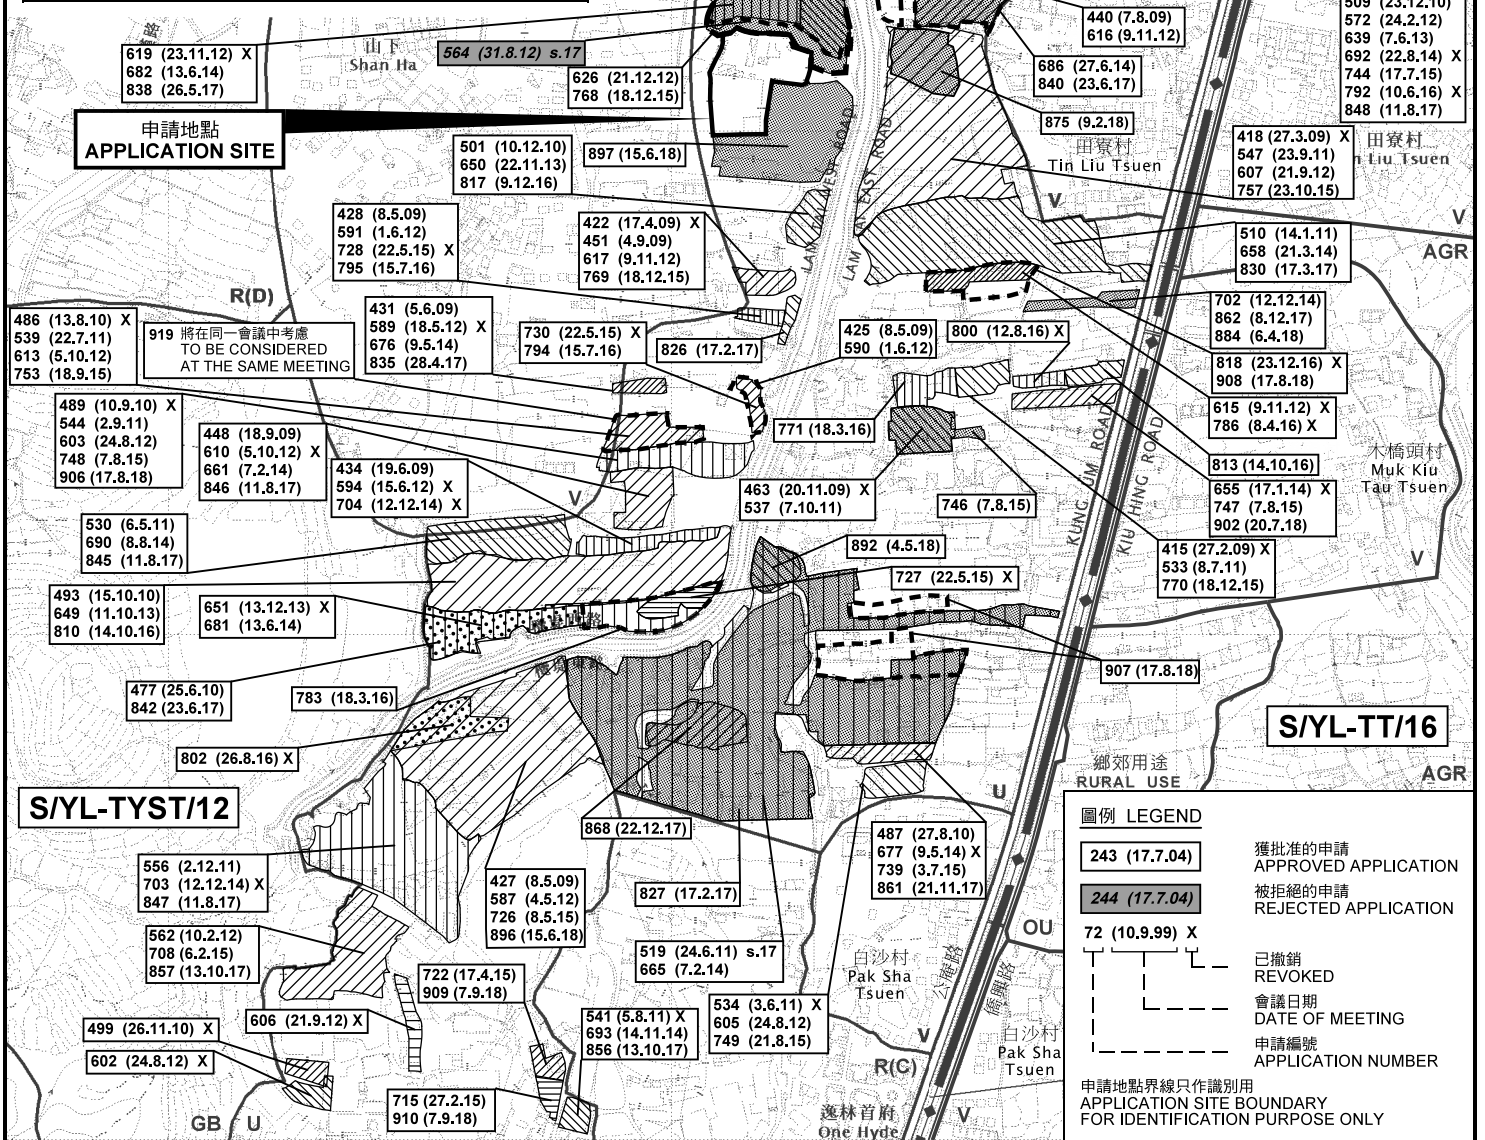 440 (7.8.09)
616 (9.11.12)
509 (23.12.10)
572 (24.2.12)
639 (7.6.13)
692 (22.8.14) X
744 (17.7.15)
792 (10.6.16) X
848 (11.8.17)
619 (23.11.12) X
682 (13.6.14)
838 (26.5.17)
山下
Shan Ha
564 (31.8.12) s.17
626 (21.12.12)
768 (18.12.15)
686 (27.6.14)
840 (23.6.17)
875 (9.2.18)
申請地點
APPLICATION SITE
田寮村
Tin Liu Tsuen
418 (27.3.09) X
547 (23.9.11)
607 (21.9.12)
757 (23.10.15)
田寮村
n Liu Tsuen
501 (10.12.10)
650 (22.11.13)
817 (9.12.16)
897 (15.6.18)
LAM TAI WEST ROAD
LAM TAI EAST ROAD
V
V
AGR
428 (8.5.09)
591 (1.6.12)
728 (22.5.15) X
795 (15.7.16)
422 (17.4.09) X
451 (4.9.09)
617 (9.11.12)
769 (18.12.15)
510 (14.1.11)
658 (21.3.14)
830 (17.3.17)
R(D)
702 (12.12.14)
862 (8.12.17)
884 (6.4.18)
486 (13.8.10) X
539 (22.7.11)
613 (5.10.12)
753 (18.9.15)
919 將在同一會議中考慮
TO BE CONSIDERED
AT THE SAME MEETING
431 (5.6.09)
589 (18.5.12) X
676 (9.5.14)
835 (28.4.17)
730 (22.5.15) X
794 (15.7.16)
826 (17.2.17)
425 (8.5.09)
590 (1.6.12)
800 (12.8.16) X
818 (23.12.16) X
908 (17.8.18)
615 (9.11.12) X
786 (8.4.16) X
489 (10.9.10) X
544 (2.9.11)
603 (24.8.12)
748 (7.8.15)
906 (17.8.18)
448 (18.9.09)
610 (5.10.12) X
661 (7.2.14)
846 (11.8.17)
434 (19.6.09)
594 (15.6.12) X
704 (12.12.14) X
771 (18.3.16)
KUNG UM ROAD
KIU HING ROAD
木橋頭村
Muk Kiu
Tau Tsuen
813 (14.10.16)
463 (20.11.09) X
537 (7.10.11)
746 (7.8.15)
655 (17.1.14) X
747 (7.8.15)
902 (20.7.18)
V
530 (6.5.11)
690 (8.8.14)
845 (11.8.17)
892 (4.5.18)
415 (27.2.09) X
533 (8.7.11)
770 (18.12.15)
V
727 (22.5.15) X
493 (15.10.10)
649 (11.10.13)
810 (14.10.16)
651 (13.12.13) X
681 (13.6.14)
907 (17.8.18)
477 (25.6.10)
842 (23.6.17)
783 (18.3.16)
S/YL-TT/16
802 (26.8.16) X
鄉郊用途
RURAL USE
AGR
U
S/YL-TYST/12
868 (22.12.17)
487 (27.8.10)
677 (9.5.14) X
739 (3.7.15)
861 (21.11.17)
圖例 LEGEND
243 (17.7.04)
獲批准的申請
APPROVED APPLICATION
244 (17.7.04)
被拒絕的申請
REJECTED APPLICATION
72 (10.9.99) X
已撤銷
REVOKED
會議日期
DATE OF MEETING
申請編號
APPLICATION NUMBER
申請地點界線只作識別用
APPLICATION SITE BOUNDARY
FOR IDENTIFICATION PURPOSE ONLY
556 (2.12.11)
703 (12.12.14) X
847 (11.8.17)
427 (8.5.09)
587 (4.5.12)
726 (8.5.15)
896 (15.6.18)
827 (17.2.17)
562 (10.2.12)
708 (6.2.15)
857 (13.10.17)
519 (24.6.11) s.17
665 (7.2.14)
白沙村
Pak Sha
Tsuen
公庵路
僑興路
OU
722 (17.4.15)
909 (7.9.18)
534 (3.6.11) X
605 (24.8.12)
749 (21.8.15)
606 (21.9.12) X
499 (26.11.10) X
541 (5.8.11) X
693 (14.11.14)
856 (13.10.17)
V
白沙村
Pak Sha
Tsuen
602 (24.8.12) X
R(C)
715 (27.2.15)
910 (7.9.18)
GB
U
逸林首府
One Hyde
V